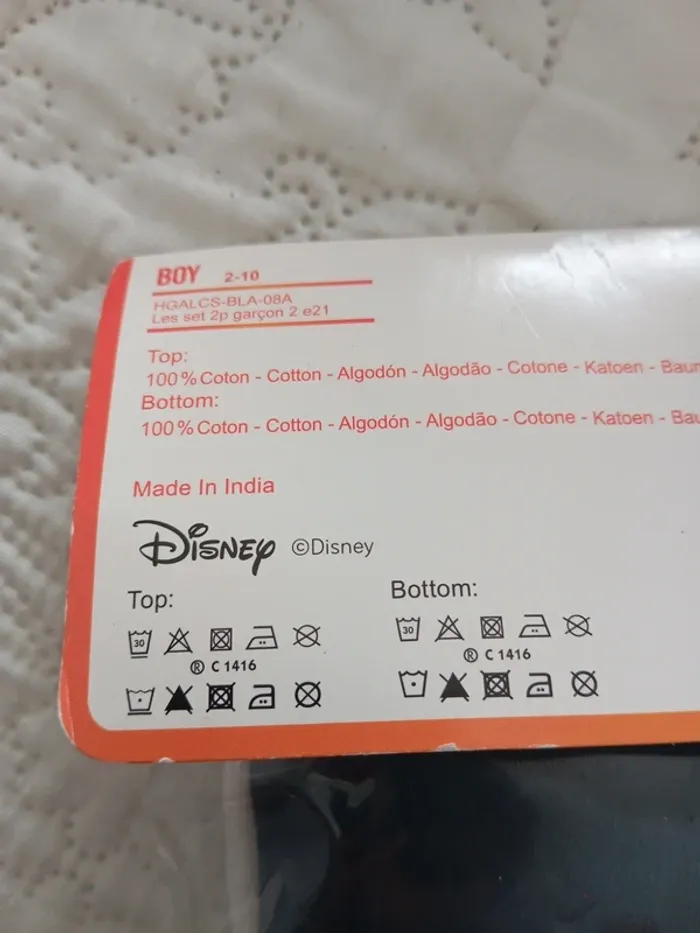 BOY 2-10
HGALCS-BLA-08A
Les set 2p garçon 2 e21
Top:
100% Coton - Cotton - Algodón - Algodão - Cotone - Katoen -
Bottom:
100% Coton - Cotton - Algodón - Algodão - Cotone - Katoen -
Made In India
Disney ©Disney
Top:
30
® C 1416
Bottom:
30
® C 1416